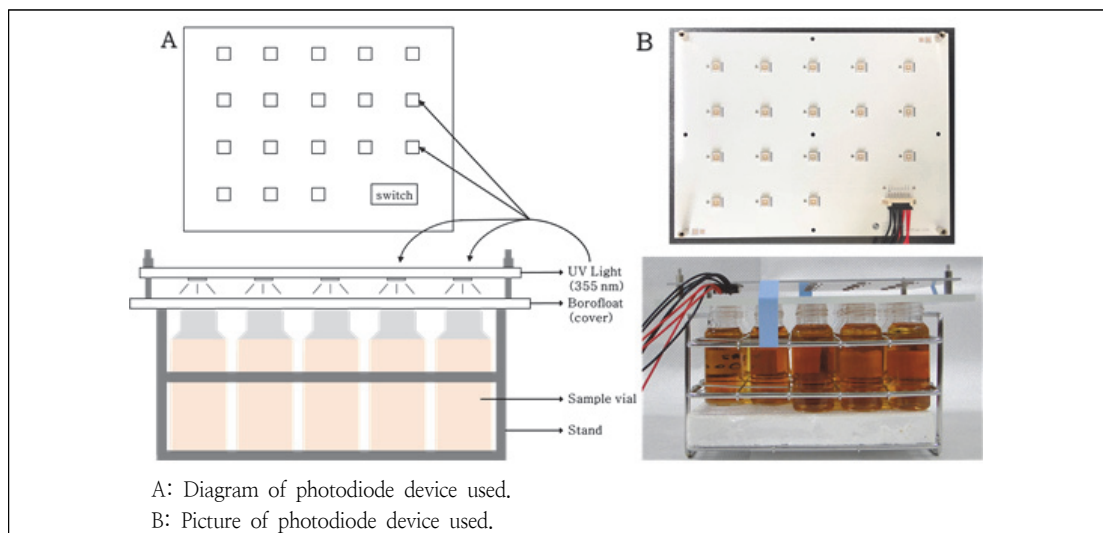 A
B
switch
UV Light
(355 nm)
Borofloat
(cover)
Sample vial
Stand
A: Diagram of photodiode device used.
B: Picture of photodiode device used.